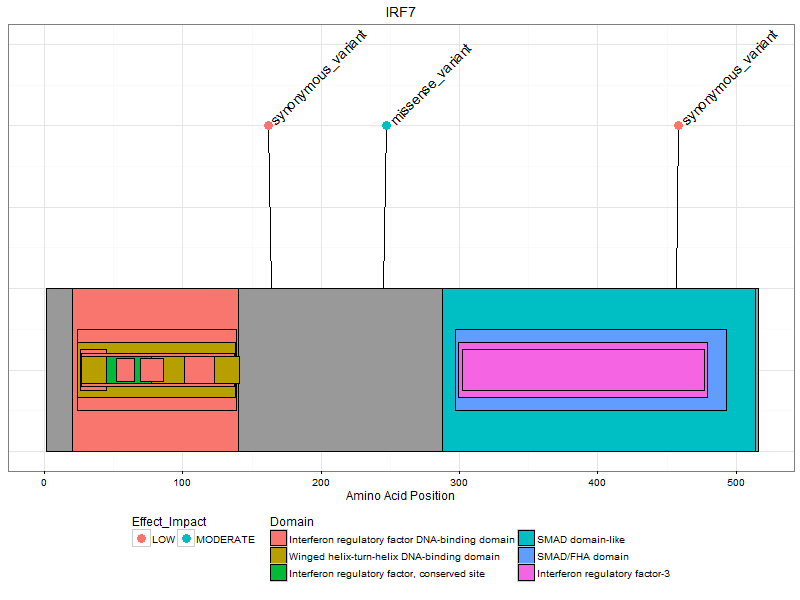 IRF7
synonymous_variant
missense_variant
synonymous_variant
0 100 200 300 400 500
Amino Acid Position
Effect_Impact
LOW MODERATE
Domain
Interferon regulatory factor DNA-binding domain SMAD domain-like
Winged helix-turn-helix DNA-binding domain SMAD/FHA domain
Interferon regulatory factor, conserved site Interferon regulatory factor-3